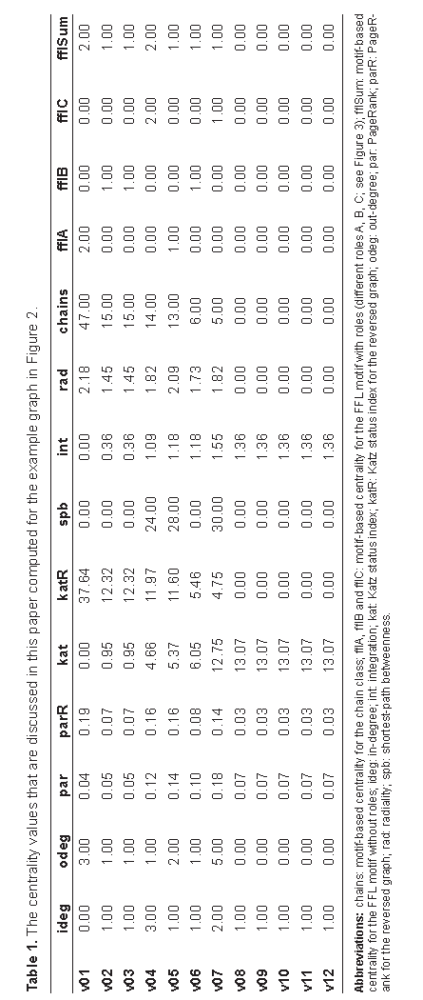 Table 1. The centrality values that are discussed in this paper computed for the example graph in Figure 2.
ideg odeg par parR kat katR spb int rad chains fflA fflB fflC fflSum
v01 0.00 3.00 0.04 0.19 0.00 37.64 0.00 0.00 2.18 47.00 2.00 0.00 0.00 2.00
v02 1.00 1.00 0.05 0.07 0.95 12.32 0.00 0.36 1.45 15.00 0.00 1.00 0.00 1.00
v03 1.00 1.00 0.05 0.07 0.95 12.32 0.00 0.36 1.45 15.00 0.00 1.00 0.00 1.00
v04 3.00 1.00 0.12 0.16 4.66 11.97 24.00 1.09 1.82 14.00 0.00 0.00 2.00 2.00
v05 1.00 2.00 0.14 0.16 5.37 11.60 28.00 1.18 2.09 13.00 1.00 0.00 0.00 1.00
v06 1.00 1.00 0.10 0.08 6.05 5.46 0.00 1.18 1.73 6.00 0.00 1.00 0.00 1.00
v07 2.00 5.00 0.18 0.14 12.75 4.75 30.00 1.55 1.82 5.00 0.00 0.00 1.00 1.00
v08 1.00 0.00 0.07 0.03 13.07 0.00 0.00 1.36 0.00 0.00 0.00 0.00 0.00 0.00
v09 1.00 0.00 0.07 0.03 13.07 0.00 0.00 1.36 0.00 0.00 0.00 0.00 0.00 0.00
v10 1.00 0.00 0.07 0.03 13.07 0.00 0.00 1.36 0.00 0.00 0.00 0.00 0.00 0.00
v11 1.00 0.00 0.07 0.03 13.07 0.00 0.00 1.36 0.00 0.00 0.00 0.00 0.00 0.00
v12 1.00 0.00 0.07 0.03 13.07 0.00 0.00 1.36 0.00 0.00 0.00 0.00 0.00 0.00
Abbreviations: chains: motif-based centrality for the chain class; fflA, fflB and fflC: motif-based centrality for the FFL motif with roles (different roles A, B, C; see Figure 3); fflSum: motif-based
centrality for the FFL motif without roles; ideg: in-degree; int: integration; kat: Katz status index; katR: Katz status index for the reversed graph; odeg: out-degree; par: PageRank; parR: PageR-
ank for the reversed graph; rad: radiality; spb: shortest-path betweenness.